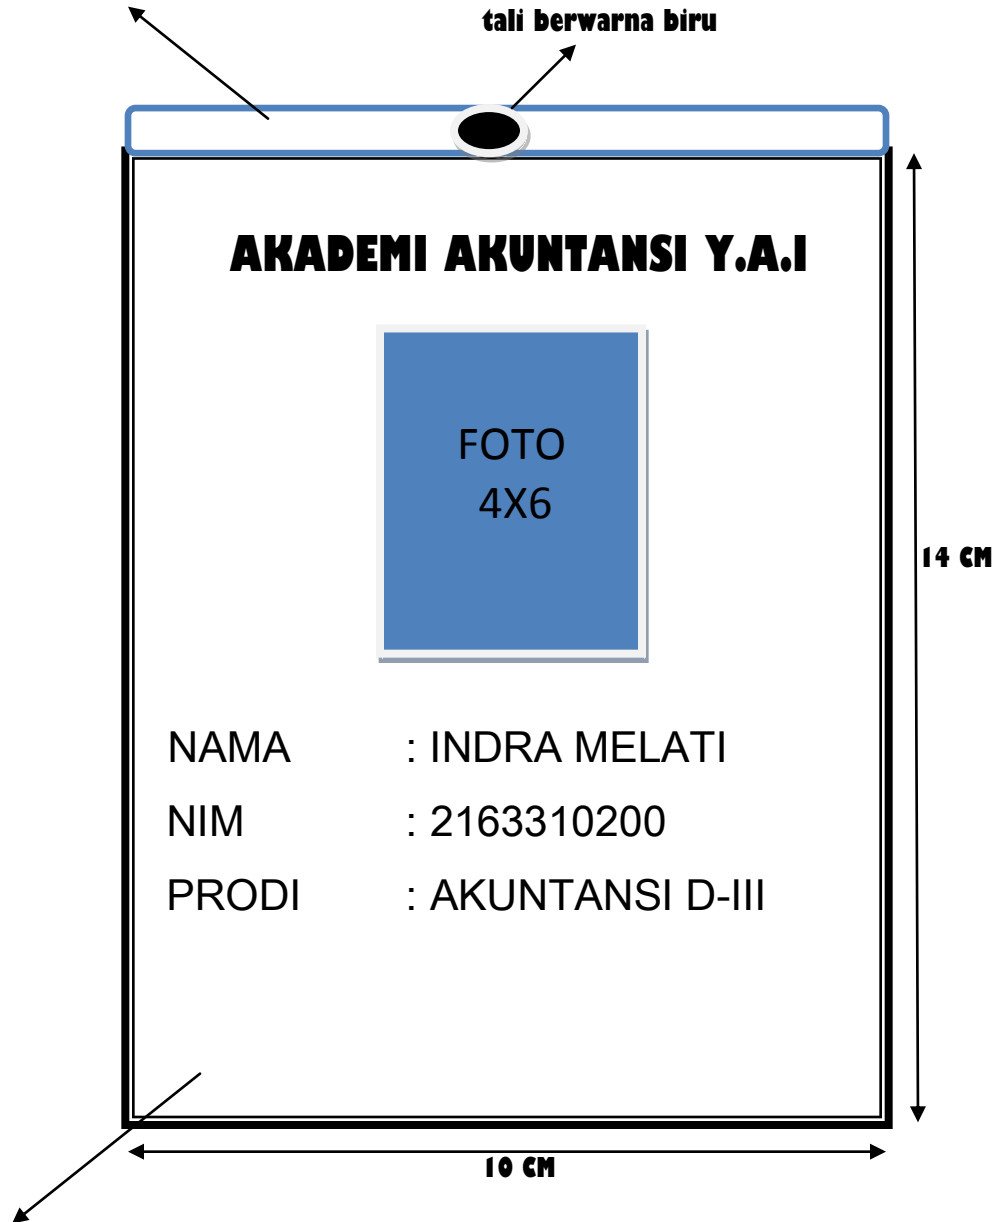 tali berwarna biru
AKADEMI AKUNTANSI Y.A.I
FOTO
4X6
14 CM
NAMA : INDRA MELATI
NIM : 2163310200
PRODI : AKUNTANSI D-III
10 CM